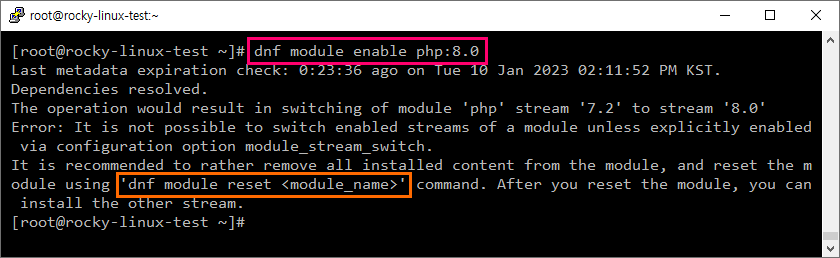 root@rocky-linux-test:~
[root@rocky-linux-test ~]# dnf module enable php:8.0
Last metadata expiration check: 0:23:36 ago on Tue 10 Jan 2023 02:11:52 PM KST.
Dependencies resolved.
The operation would result in switching of module 'php' stream '7.2' to stream '8.0'
Error: It is not possible to switch enabled streams of a module unless explicitly enabled
 via configuration option module_stream_switch.
It is recommended to rather remove all installed content from the module, and reset the m
odule using 'dnf module reset <module_name>' command. After you reset the module, you can
 install the other stream.
[root@rocky-linux-test ~]#